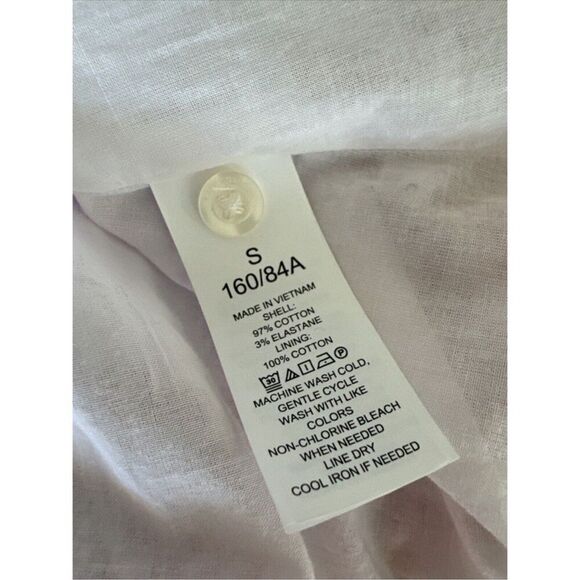 S
160/84A
MADE IN VIETNAM
SHELL:
97% COTTON
3% ELASTANE
LINING:
100% COTTON
30
MACHINE WASH COLD,
GENTLE CYCLE
WASH WITH LIKE
COLORS
NON-CHLORINE BLEACH
WHEN NEEDED
LINE DRY
COOL IRON IF NEEDED